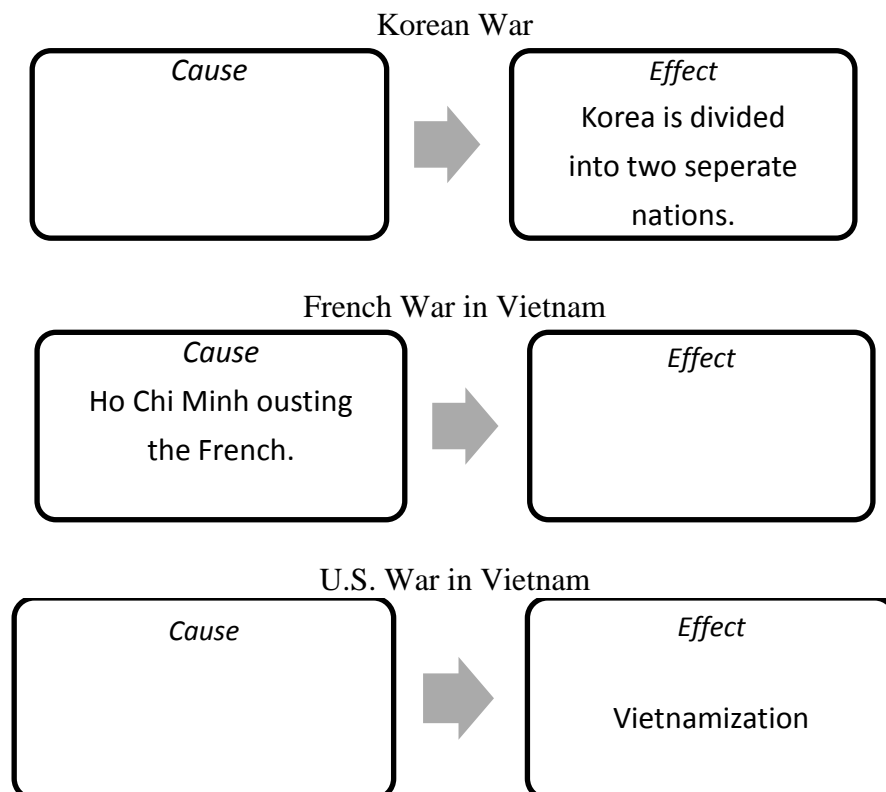 Korean War
Cause
Effect
Korea is divided
into two seperate
nations.
French War in Vietnam
Cause
Ho Chi Minh ousting
the French.
Effect
U.S. War in Vietnam
Cause
Effect
Vietnamization